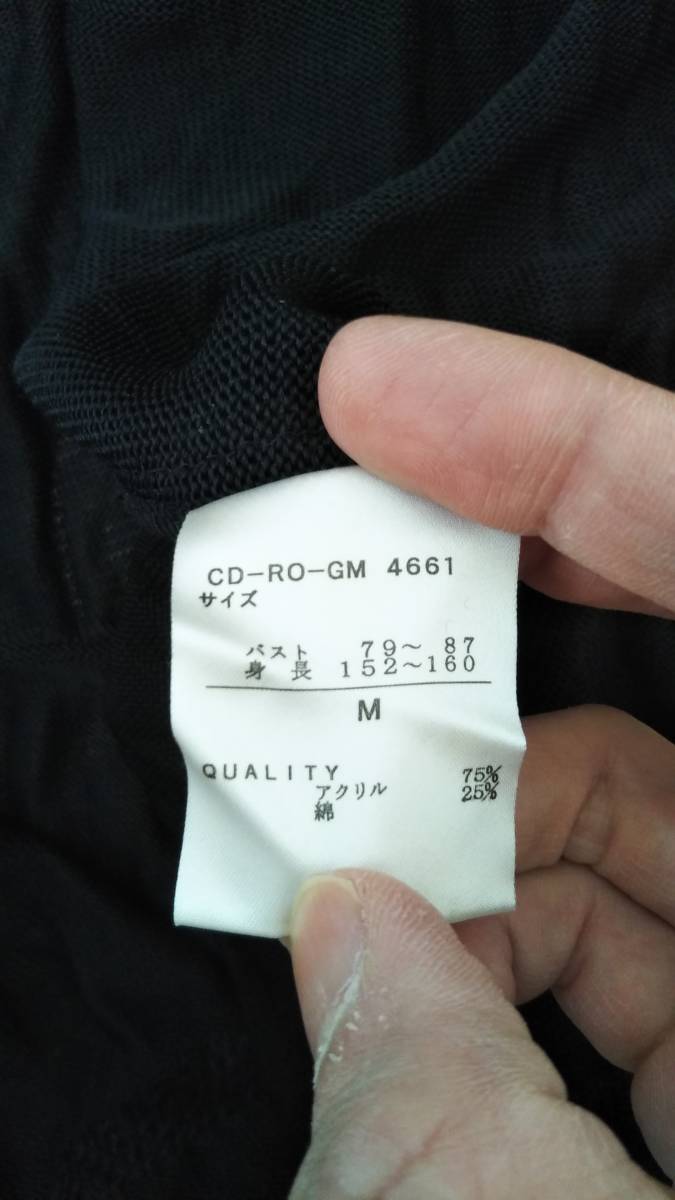 CD-RO-GM 4661
サイズ
バスト 79～ 87
身長 152～160
M
QUALITY
アクリル 75%
綿 25%